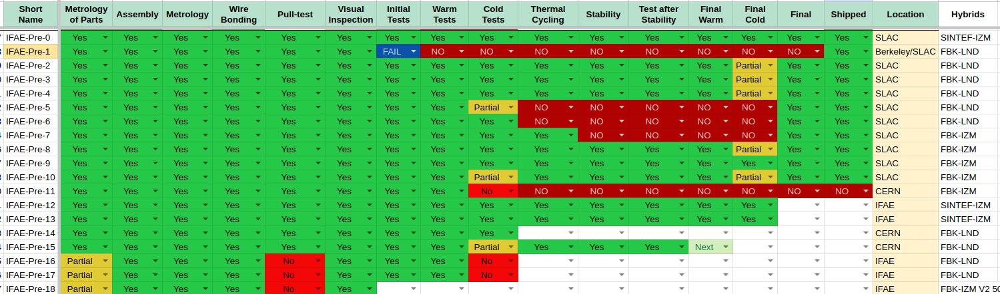 Short Name Metrology of Parts Assembly Metrology Wire Bonding Pull-test Visual Inspection Initial Tests Warm Tests Cold Tests Thermal Cycling Stability Test after Stability Final Warm Final Cold Final Shipped Location Hybrids
IFAE-Pre-0 Yes Yes Yes Yes Yes Yes Yes Yes Yes Yes Yes Yes Yes Yes Yes Yes SLAC SINTEF-IZM
IFAE-Pre-1 Yes Yes Yes Yes Yes Yes FAIL NO NO NO NO NO NO NO NO Yes Berkeley/SLAC FBK-LND
IFAE-Pre-2 Yes Yes Yes Yes Yes Yes Yes Yes Yes Yes Yes Yes Yes Partial Yes Yes SLAC FBK-LND
IFAE-Pre-3 Yes Yes Yes Yes Yes Yes Yes Yes Yes Yes Yes Yes Yes Partial Yes Yes SLAC FBK-LND
IFAE-Pre-4 Yes Yes Yes Yes Yes Yes Yes Yes Yes Yes Yes Yes Yes Partial Yes Yes SLAC FBK-LND
IFAE-Pre-5 Yes Yes Yes Yes Yes Yes Yes Yes Partial NO NO NO NO NO Yes Yes SLAC FBK-LND
IFAE-Pre-6 Yes Yes Yes Yes Yes Yes Yes Yes Yes NO NO NO NO NO Yes Yes SLAC FBK-LND
IFAE-Pre-7 Yes Yes Yes Yes Yes Yes Yes Yes Yes Yes NO NO NO NO Yes Yes SLAC FBK-IZM
IFAE-Pre-8 Yes Yes Yes Yes Yes Yes Yes Yes Yes Yes Yes Yes Yes Partial Yes Yes SLAC FBK-IZM
IFAE-Pre-9 Yes Yes Yes Yes Yes Yes Yes Yes Yes Yes Yes Yes Yes Yes Yes Yes SLAC FBK-IZM
IFAE-Pre-10 Yes Yes Yes Yes Yes Yes Yes Yes Partial Yes Yes Yes Yes Partial Yes Yes SLAC FBK-IZM
IFAE-Pre-11 Yes Yes Yes Yes Yes Yes Yes Yes No NO NO NO NO NO NO NO CERN FBK-IZM
IFAE-Pre-12 Yes Yes Yes Yes Yes Yes Yes Yes Yes Yes Yes Yes Yes Yes IFAE SINTEF-IZM
IFAE-Pre-13 Yes Yes Yes Yes Yes Yes Yes Yes Yes Yes Yes Yes Yes Yes IFAE SINTEF-IZM
IFAE-Pre-14 Yes Yes Yes Yes Yes Yes Yes Yes Yes CERN FBK-LND
IFAE-Pre-15 Yes Yes Yes Yes Yes Yes Yes Yes Partial Yes Yes Yes Next CERN FBK-LND
IFAE-Pre-16 Partial Yes Yes Yes No Yes Yes Yes No IFAE FBK-LND
IFAE-Pre-17 Partial Yes Yes Yes No Yes Yes Yes No IFAE FBK-LND
IFAE-Pre-18 Partial Yes Yes Yes No Yes IFAE FBK-IZM V2